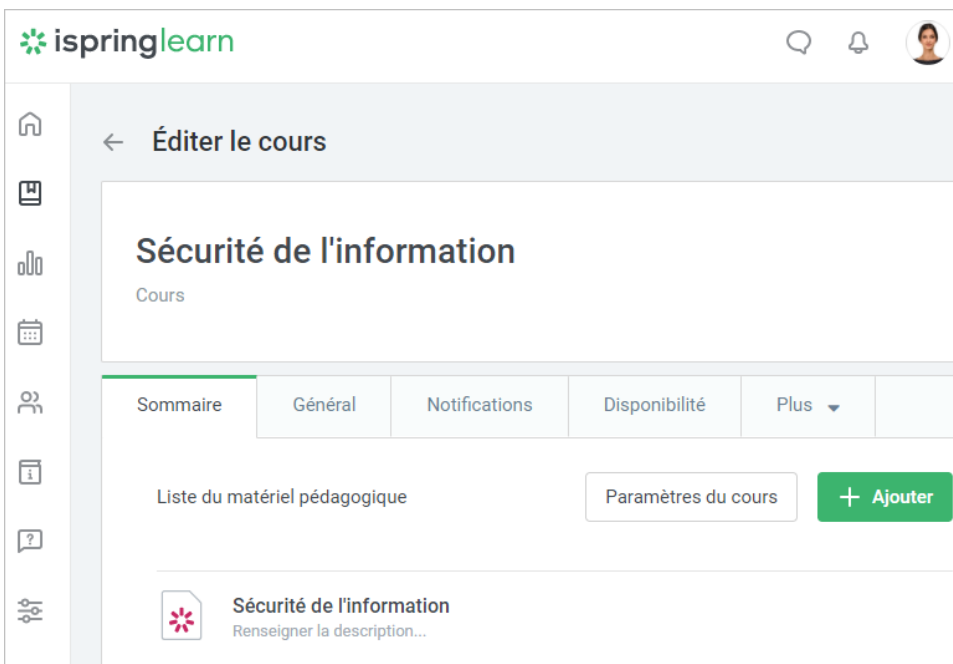 ispringlearn
Éditer le cours
Sécurité de l'information
Cours
Sommaire Général Notifications Disponibilité Plus
Liste du matériel pédagogique Paramètres du cours + Ajouter
Sécurité de l'information
Renseigner la description...